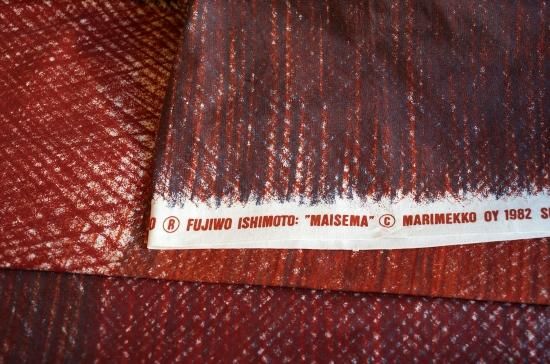 O ® FUJIWO ISHIMOTO: "MAISEMA" © MARIMEKKO OY 1982 S